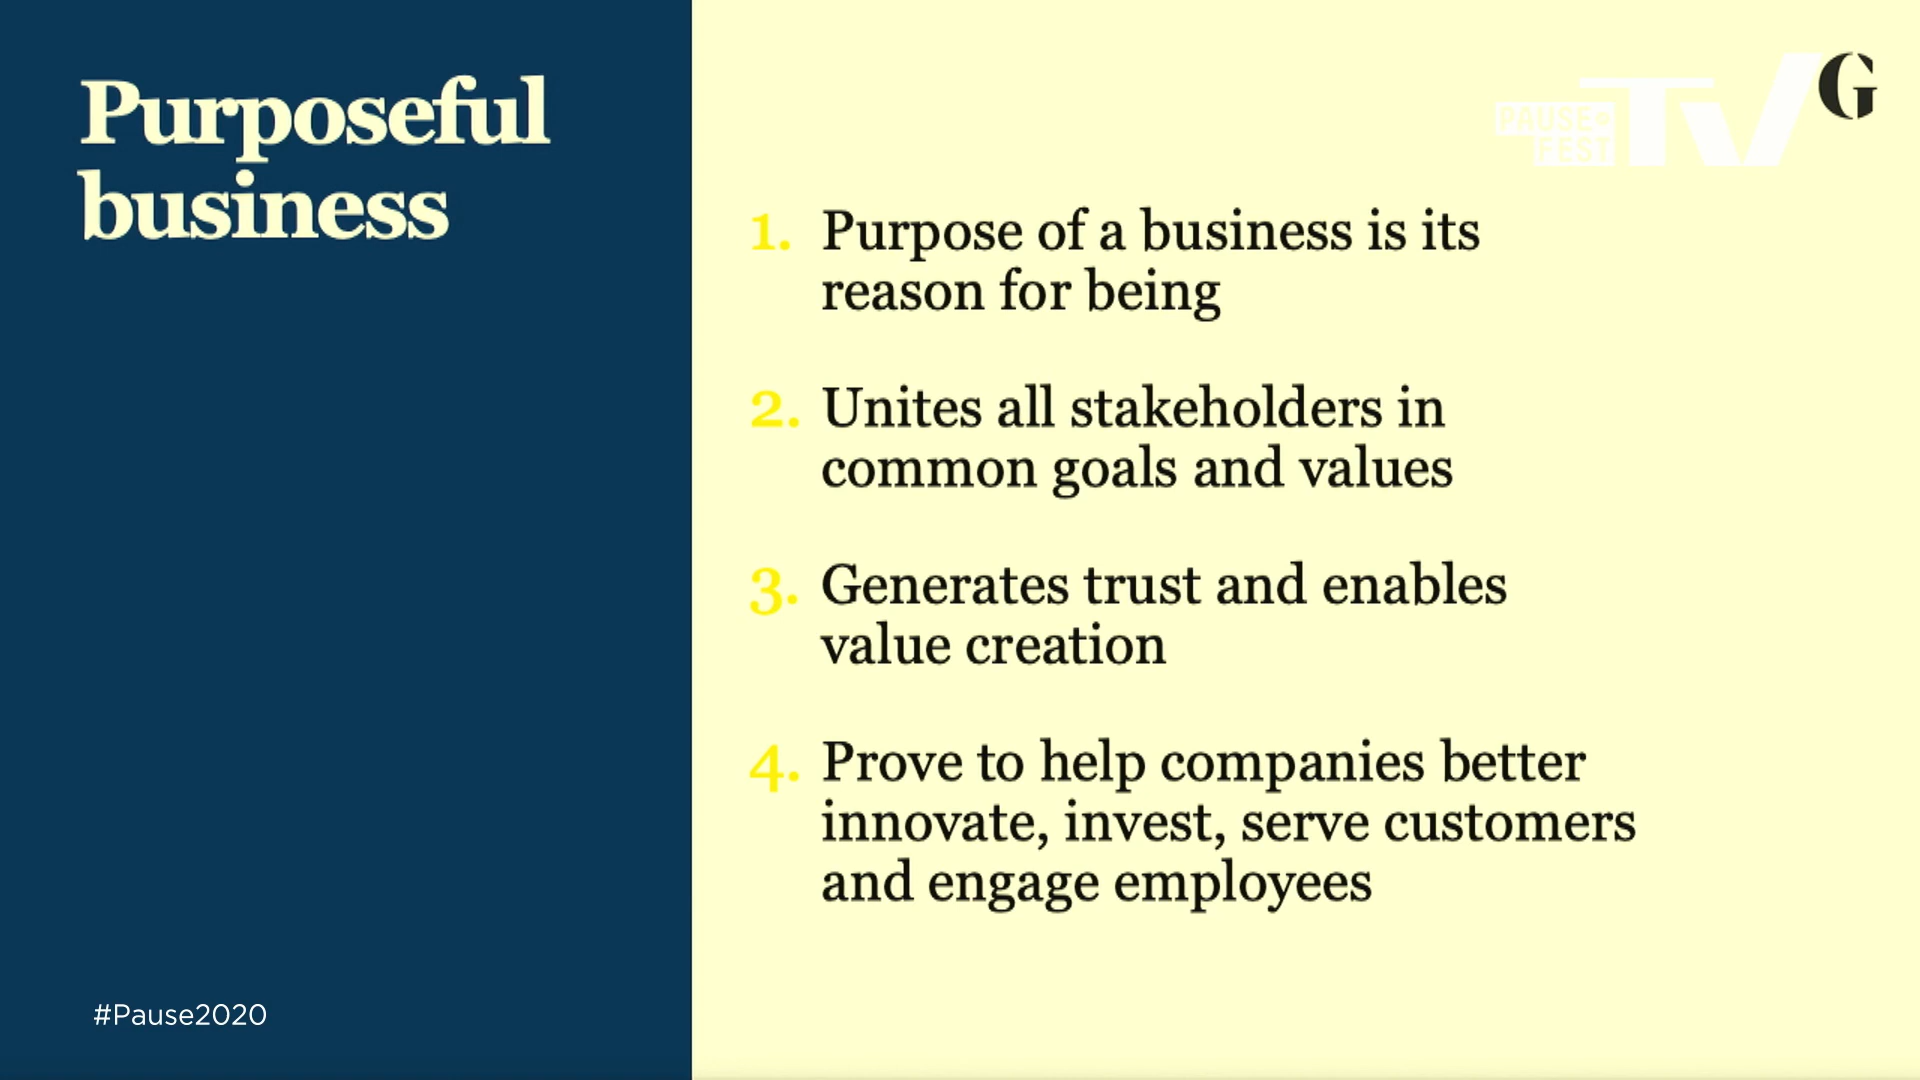 Purposeful
business
PAUSE
FEST
TV
G
1. Purpose of a business is its
reason for being
2. Unites all stakeholders in
common goals and values
3. Generates trust and enables
value creation
4. Prove to help companies better
innovate, invest, serve customers
and engage employees
#Pause2020